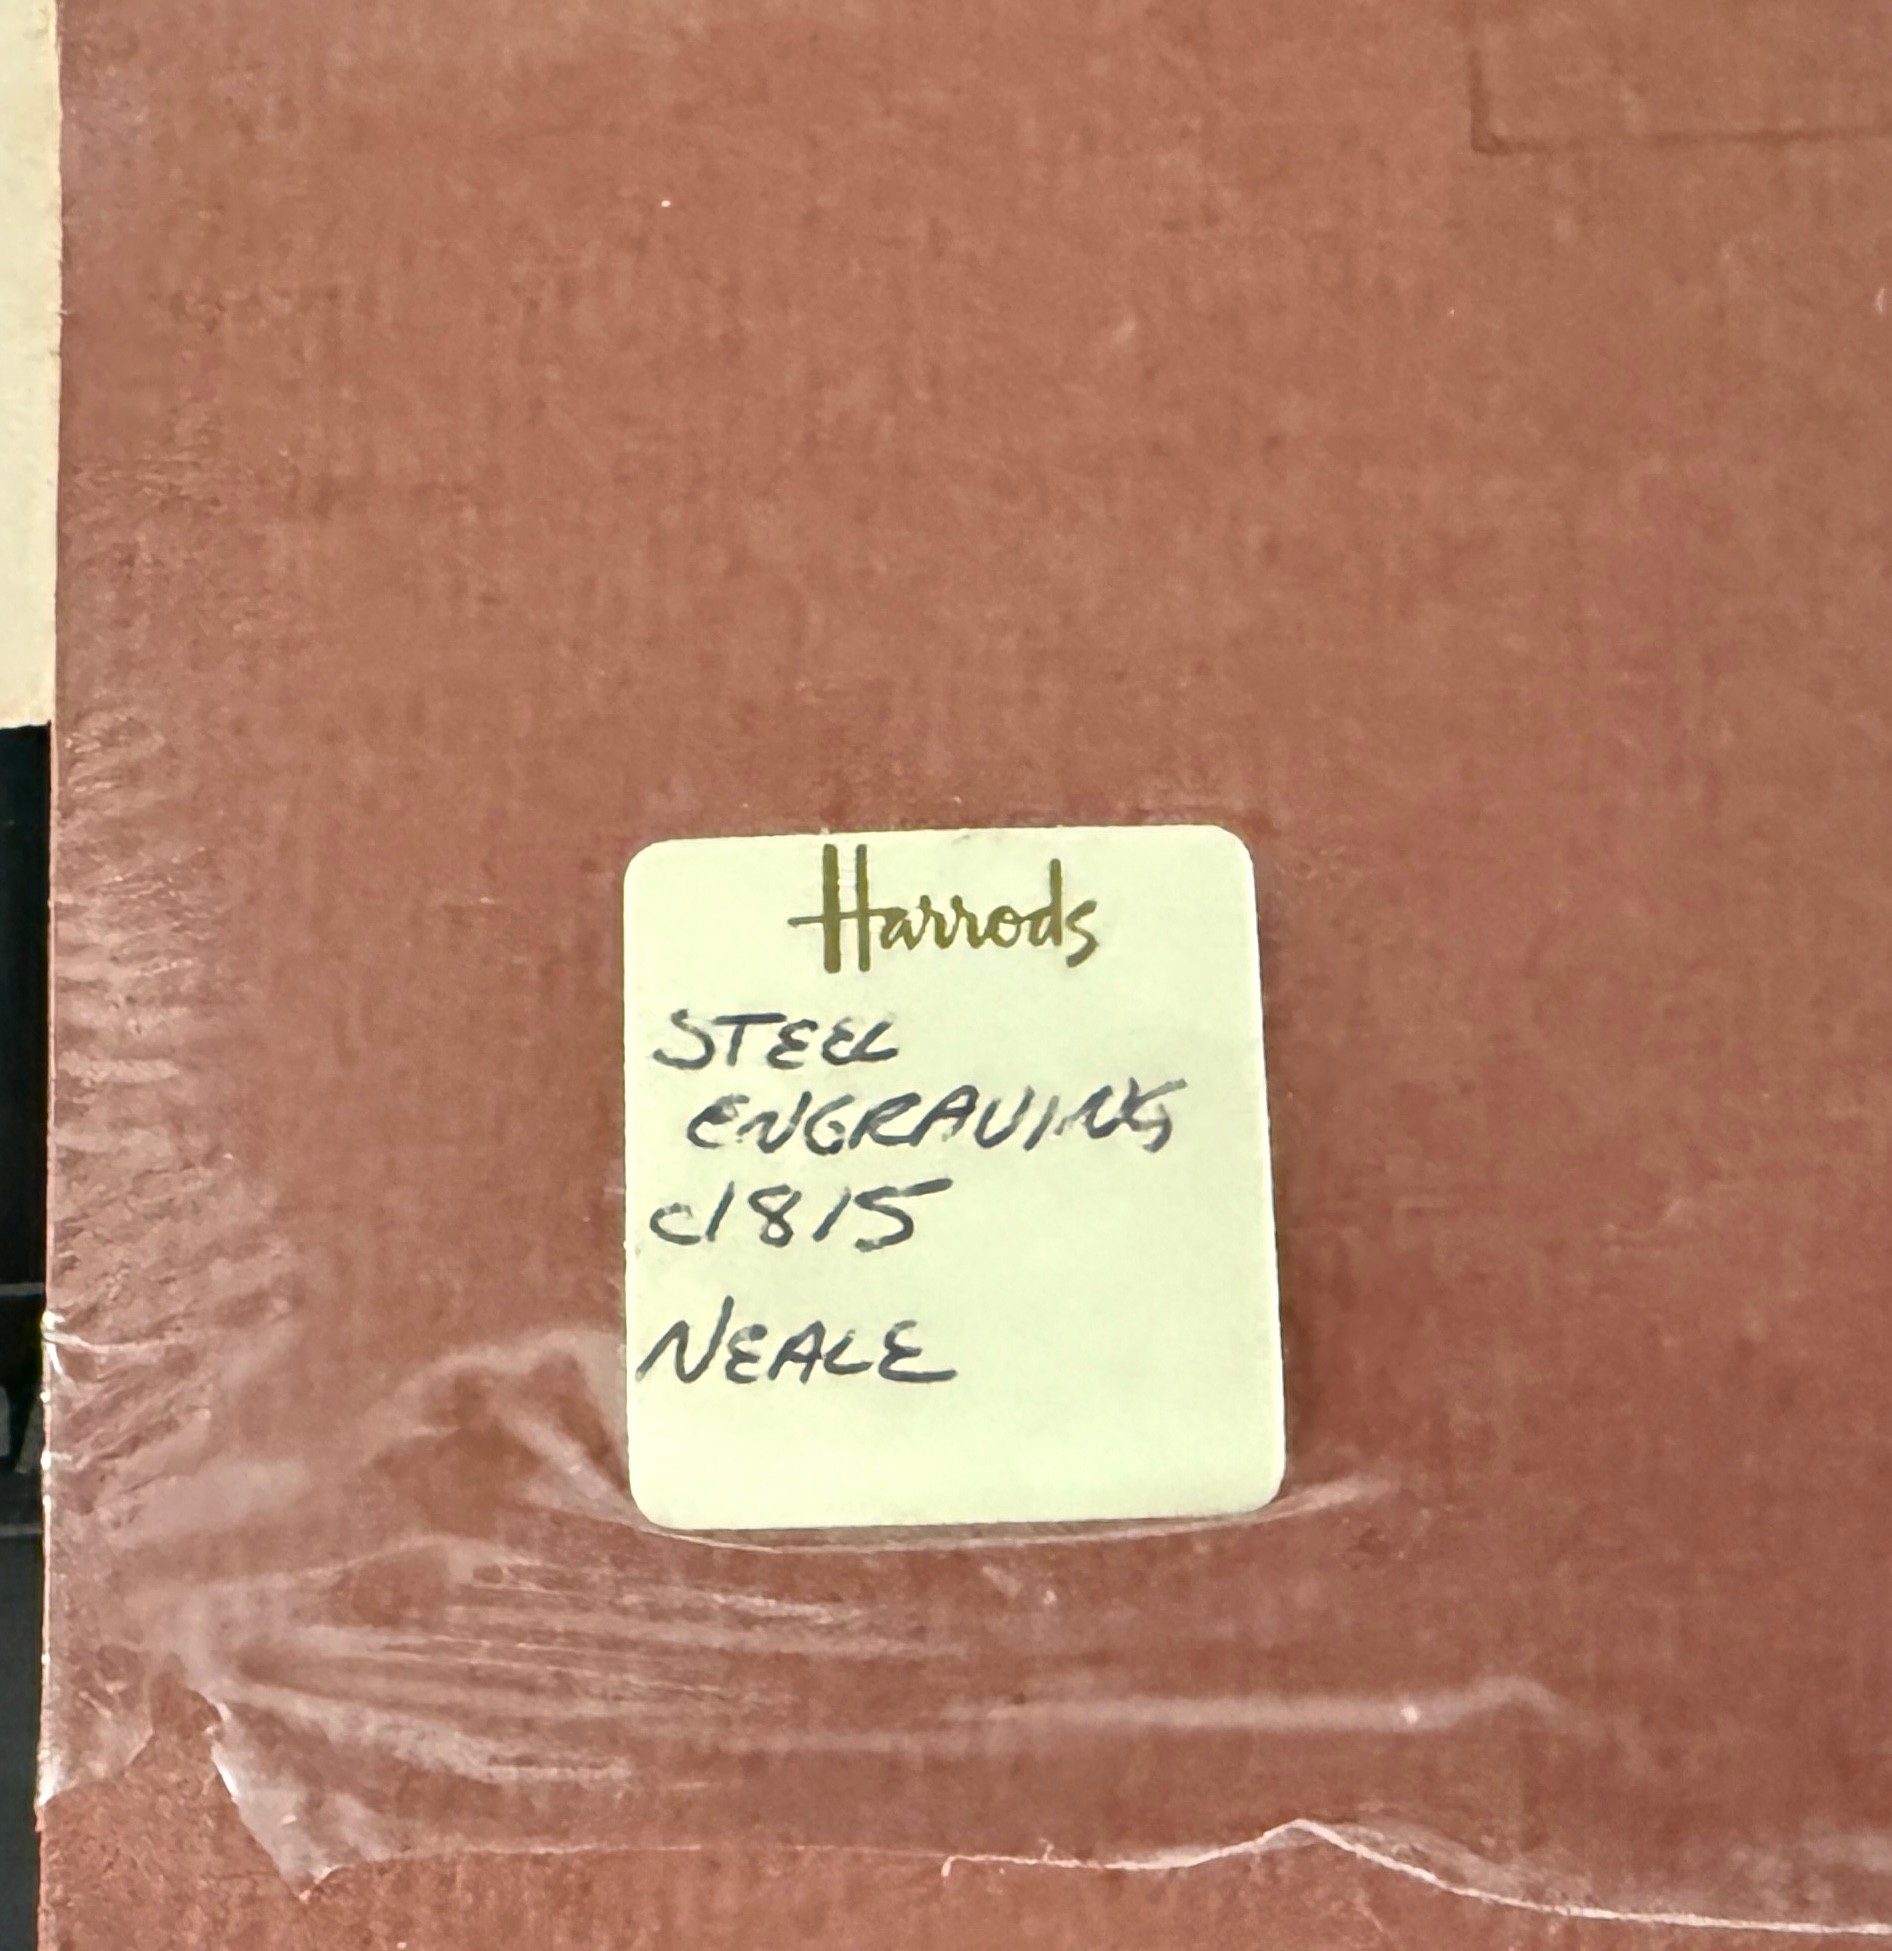 Harrods
STEEL
ENGRAVING
c1815
NEALE